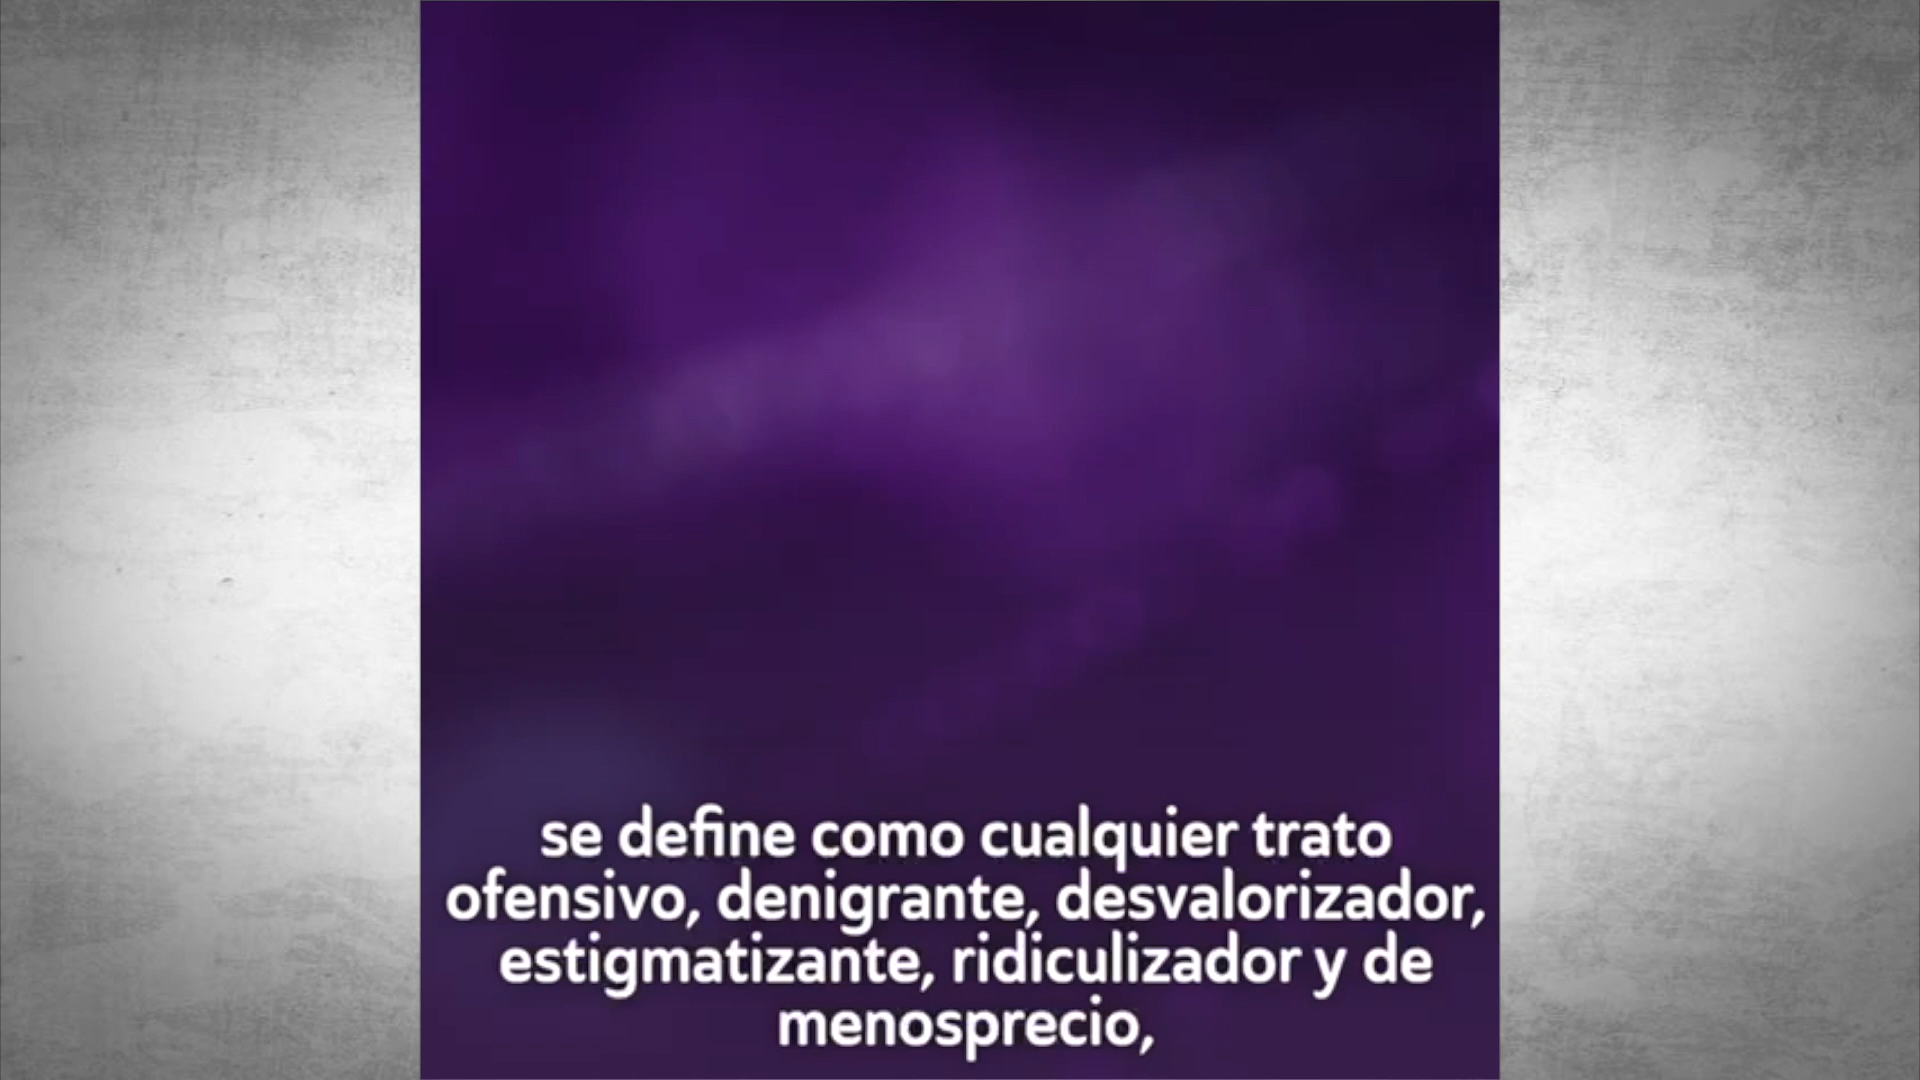 se define como cualquier trato
ofensivo, denigrante, desvalorizador,
estigmatizante, ridiculizador y de
menosprecio,